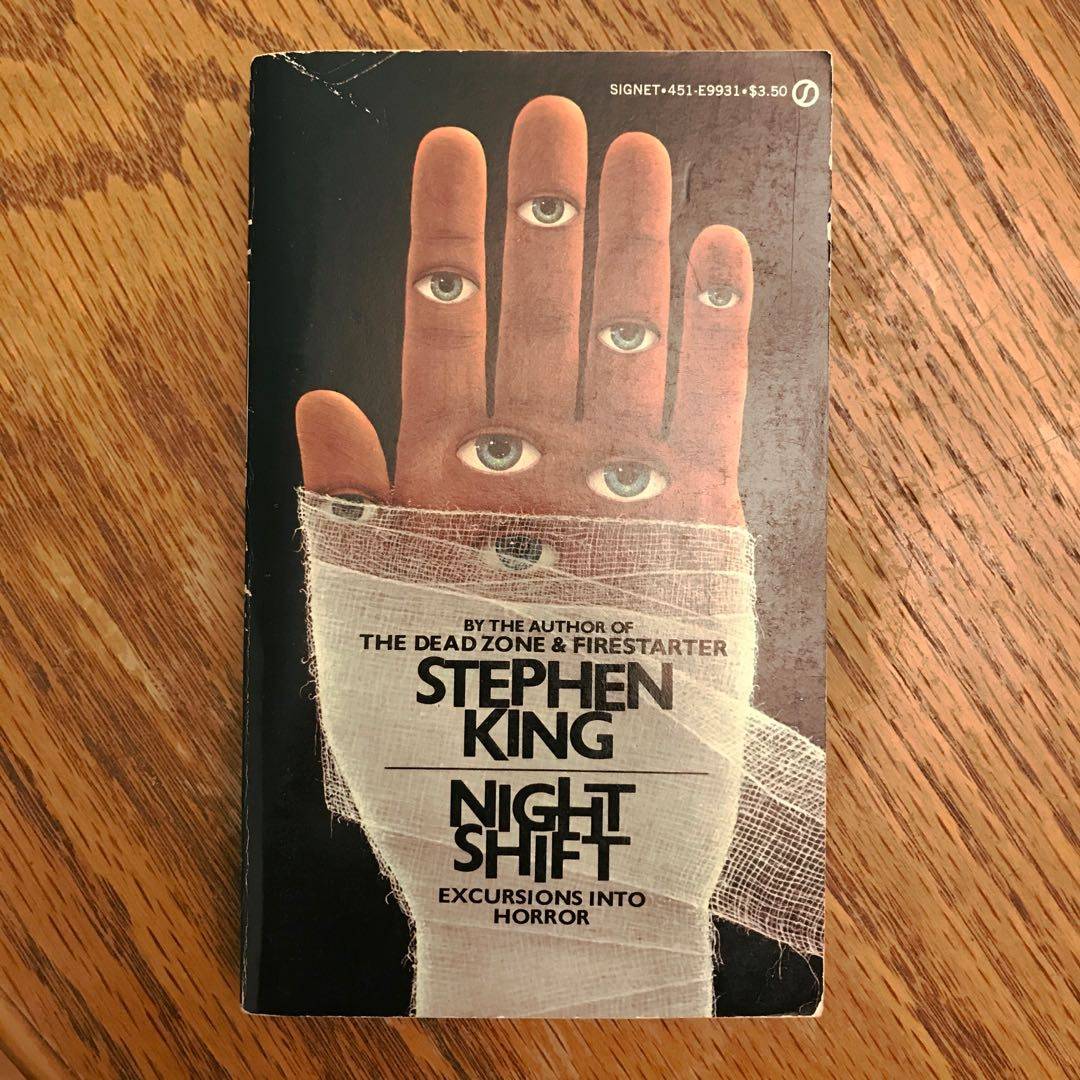 SIGNET•451-E9931•$3.50
BY THE AUTHOR OF
THE DEAD ZONE & FIRESTARTER
STEPHEN
KING
NIGHT
SHIFT
EXCURSIONS INTO
HORROR